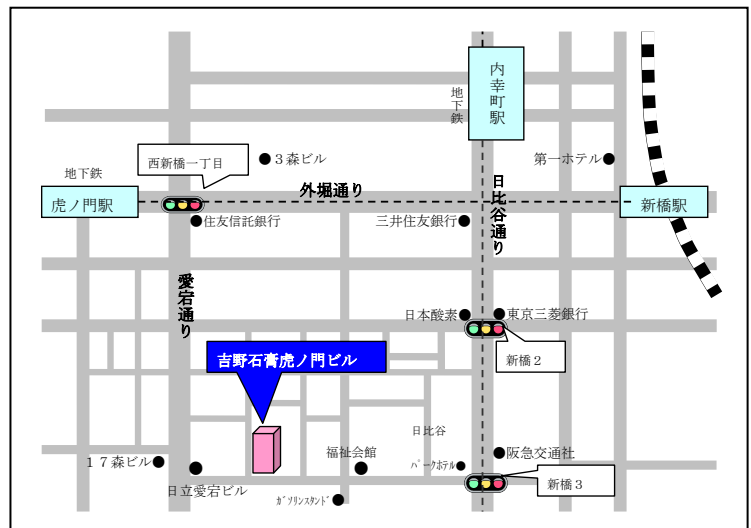 内幸町駅
地下鉄
西新橋一丁目
3森ビル
第一ホテル
地下鉄
虎ノ門駅
外堀通り
日比谷通り
新橋駅
住友信託銀行
三井住友銀行
愛宕通り
日本酸素
東京三菱銀行
吉野石膏虎ノ門ビル
新橋2
日比谷
パークホテル
福祉会館
阪急交通社
17森ビル
日立愛宕ビル
ガソリンスタンド
新橋3